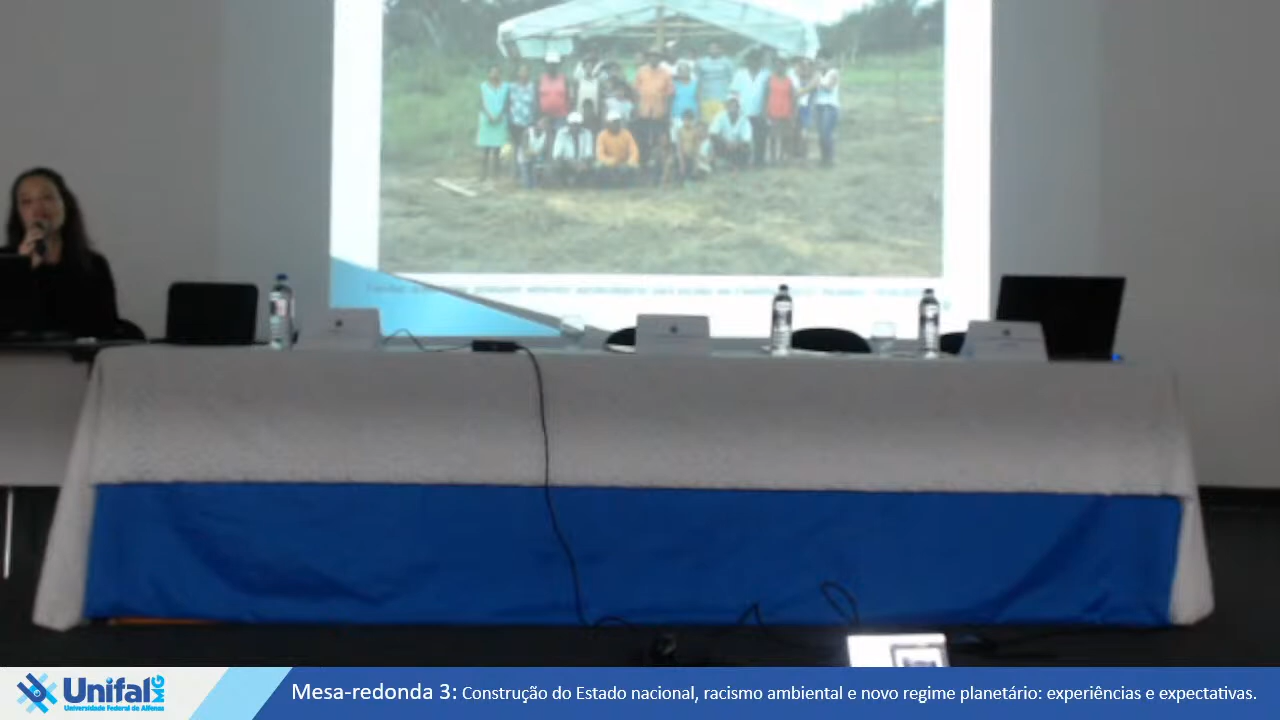 Unifal MG
Universidade Federal de Alfenas
Mesa-redonda 3: Construção do Estado nacional, racismo ambiental e novo regime planetário: experiências e expectativas.